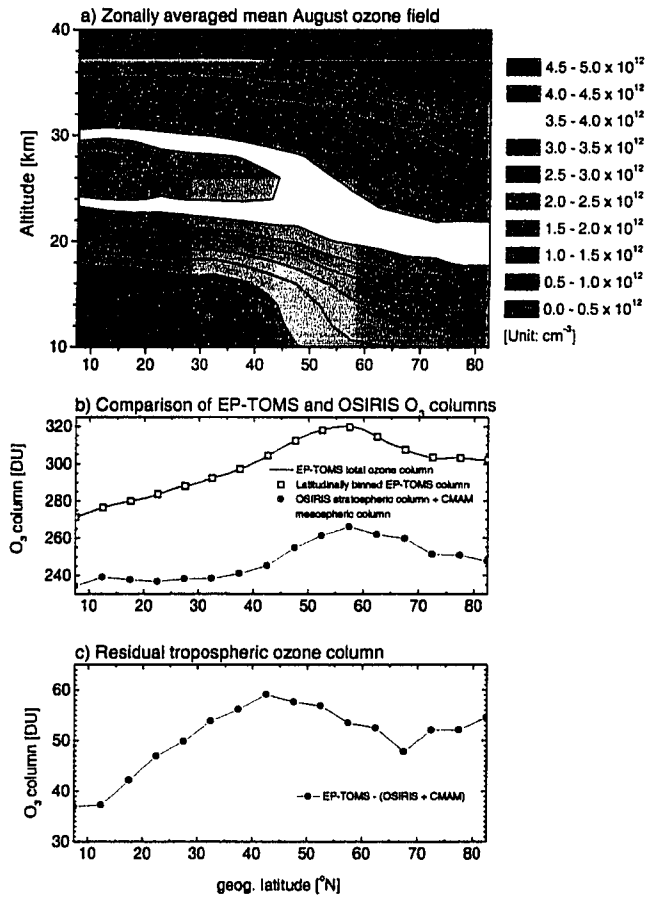 a) Zonally averaged mean August ozone field
40
30
20
10
Altitude [km]
10 20 30 40 50 60 70 80
4.5 - 5.0 x 10¹²
4.0 - 4.5 x 10¹²
3.5 - 4.0 x 10¹²
3.0 - 3.5 x 10¹²
2.5 - 3.0 x 10¹²
2.0 - 2.5 x 10¹²
1.5 - 2.0 x 10¹²
1.0 - 1.5 x 10¹²
0.5 - 1.0 x 10¹²
0.0 - 0.5 x 10¹²
[Unit: cm⁻³]
b) Comparison of EP-TOMS and OSIRIS O₃ columns
320
300
280
260
240
O₃ column [DU]
EP-TOMS total ozone column
Latitudinally binned EP-TOMS column
OSIRIS stratospheric column + CMAM
mesospheric column
10 20 30 40 50 60 70 80
c) Residual tropospheric ozone column
60
50
40
30
O₃ column [DU]
EP-TOMS - (OSIRIS + CMAM)
10 20 30 40 50 60 70 80
geog. latitude [°N]